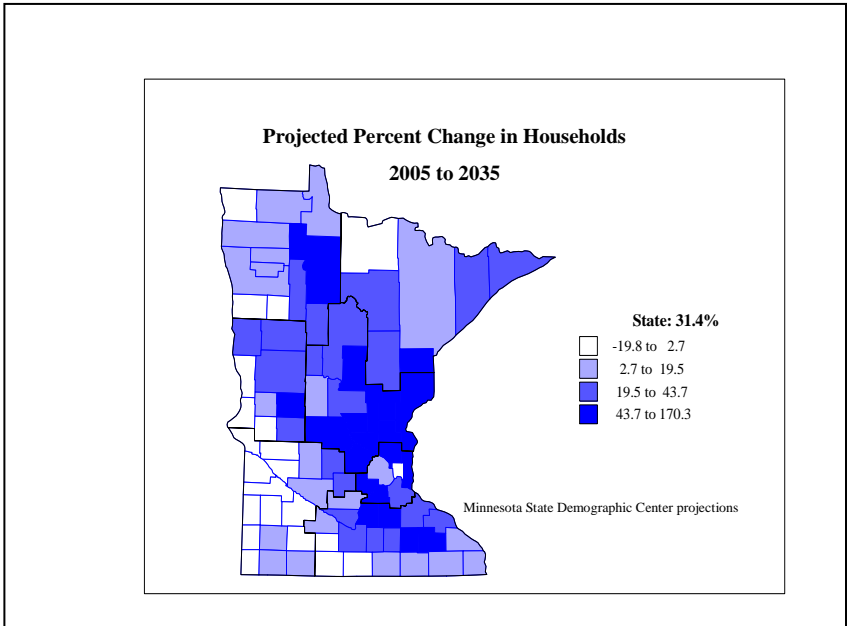 Projected Percent Change in Households
2005 to 2035
State: 31.4%
-19.8 to 2.7
2.7 to 19.5
19.5 to 43.7
43.7 to 170.3
Minnesota State Demographic Center projections